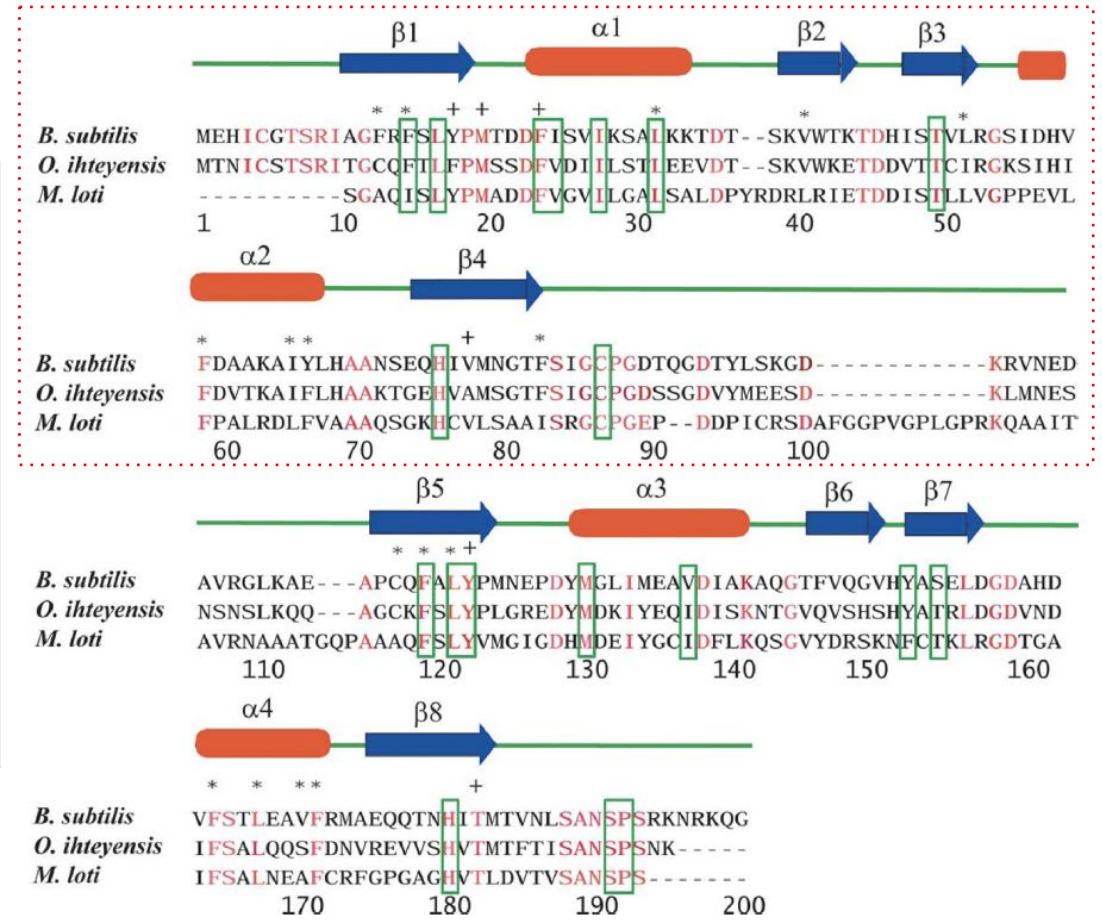 β1 α1 β2 β3
* * + + + * * *
B. subtilis MEHICGTSRIAGFRFSLYPMTDDFISVIKSALKKTDT--SKVWTKTDHISTVLRGSIDHV
O. ihteyensis MTNICSTSRITGCQFTLFPMSSDFVDIILSTLEEVDT--SKVWKETDDVTTCIRGKSIHI
M. loti ----------SGAQISLYPMADDFVGVILGALSALDPYRDRLRIETDDISTLLVGPPEVL
1 10 20 30 40 50
α2 β4
* * * + *
B. subtilis FDAAKAIYLHAANSEQHIVMNGTFSIGCPGDTQGDTYLSKGD------------KRVNED
O. ihteyensis FDVTKAIFLHAAKTGEHVAMSGTFSIGCPGDSSGDVYMEESD------------KLMNES
M. loti FPALRDLFVAAAQSGKHCVLSAAISRGCPGEP--DDPICRSDAFGGPVGPLGPRKQAAIT
60 70 80 90 100
β5 α3 β6 β7
* * * +
B. subtilis AVRGLKAE---APCQFALYPMNEPDYMGLIMEAVDIAKAQGTFVQGVHYASELDGDAHD
O. ihteyensis NSNSLKQQ---AGCKFSLYPLGREDYMDKIYEQIDISKNTGVQVSHSHYATRLDGDVND
M. loti AVRNAAATGQPAAAQFSLYVMGIGDHMDEIYGCIDFLKQSGVYDRSKNFCTKLRGDTGA
110 120 130 140 150 160
α4 β8
* * * * +
B. subtilis VFSTLEAVFRMAEQQTNHITMTVNLSANSPSRKNRKQG
O. ihteyensis IFSALQQSFDNVREVVSHVTMTFTISANSPSNK-----
M. loti IFSALNEAFCRFGPGAGHVTLDVTVSANSPS-------
170 180 190 200